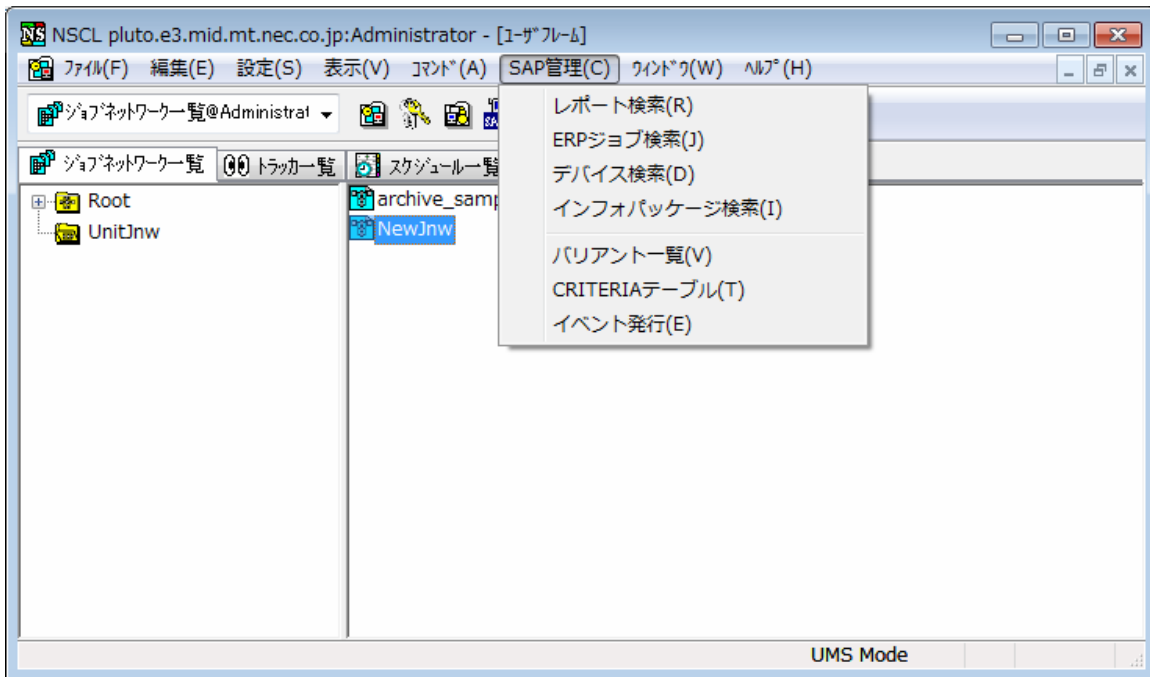 NSCL pluto.e3.mid.mt.nec.co.jp:Administrator - [ﾕｰｻﾞﾌﾚｰﾑ]
ﾌｧｲﾙ(F) 編集(E) 設定(S) 表示(V) ｺﾏﾝﾄﾞ(A) SAP管理(C) ｳｨﾝﾄﾞｳ(W) ﾍﾙﾌﾟ(H)
ｼﾞｮﾌﾞﾈｯﾄﾜｰｸ一覧@Administrat
ｼﾞｮﾌﾞﾈｯﾄﾜｰｸ一覧 ﾄﾗｯｶ一覧 ｽｹｼﾞｭｰﾙ一覧
Root
UnitJnw
archive_samp
NewJnw
レポート検索(R)
ERPジョブ検索(J)
デバイス検索(D)
インフォパッケージ検索(I)
バリアント一覧(V)
CRITERIAテーブル(T)
イベント発行(E)
UMS Mode